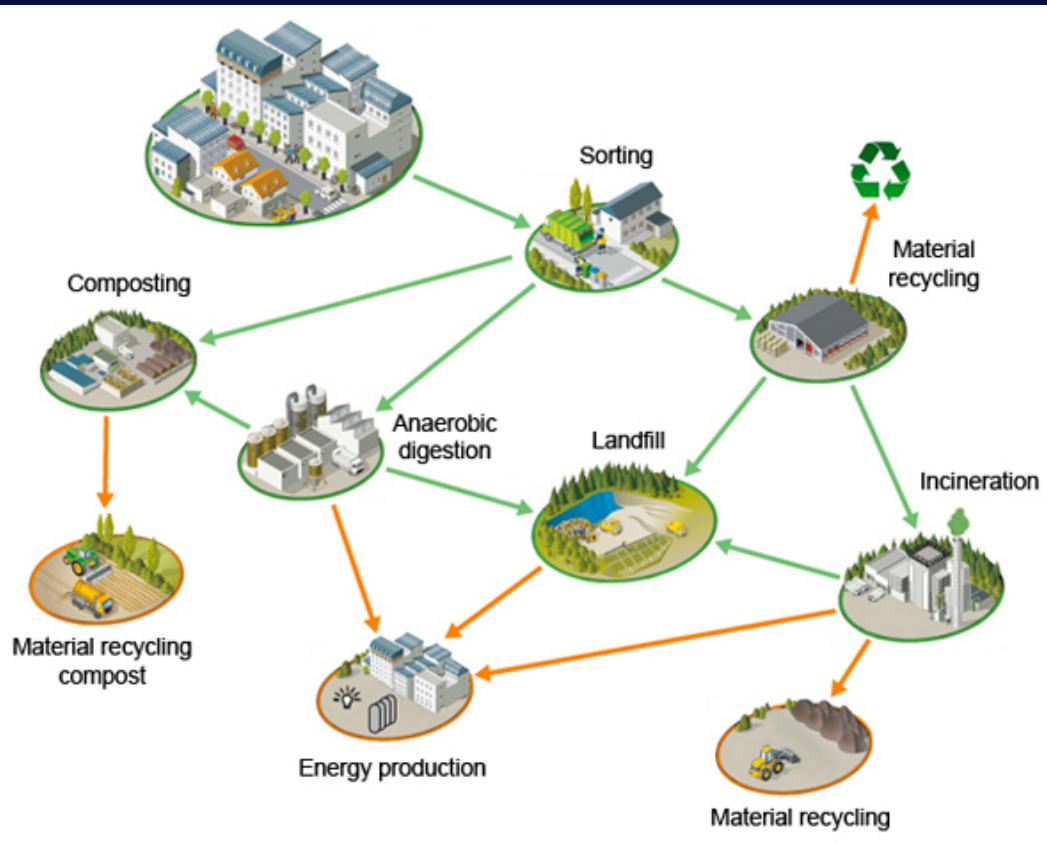 Sorting
Material
recycling
Composting
Anaerobic
digestion
Landfill
Incineration
Material recycling
compost
Energy production
Material recycling